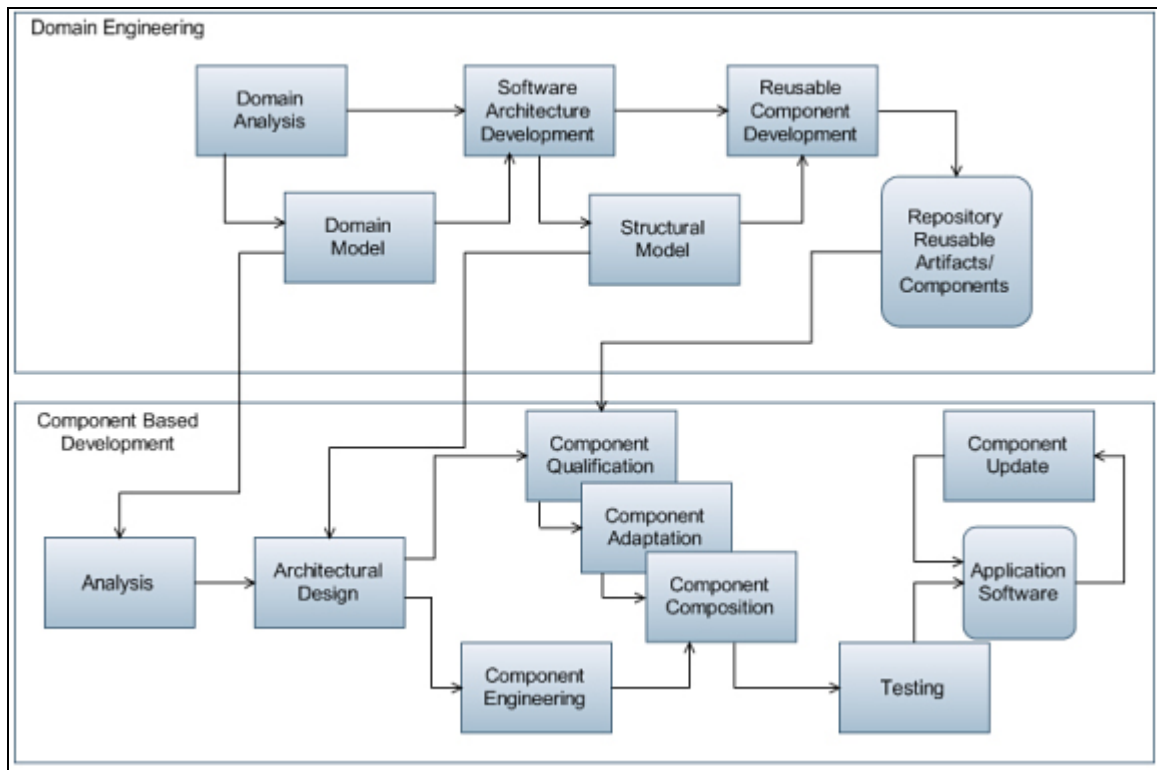 Domain Engineering
Domain
Analysis
Software
Architecture
Development
Reusable
Component
Development
Domain
Model
Structural
Model
Repository
Reusable
Artifacts/
Components
Component Based
Development
Component
Qualification
Component
Update
Component
Adaptation
Analysis
Architectural
Design
Component
Composition
Application
Software
Component
Engineering
Testing